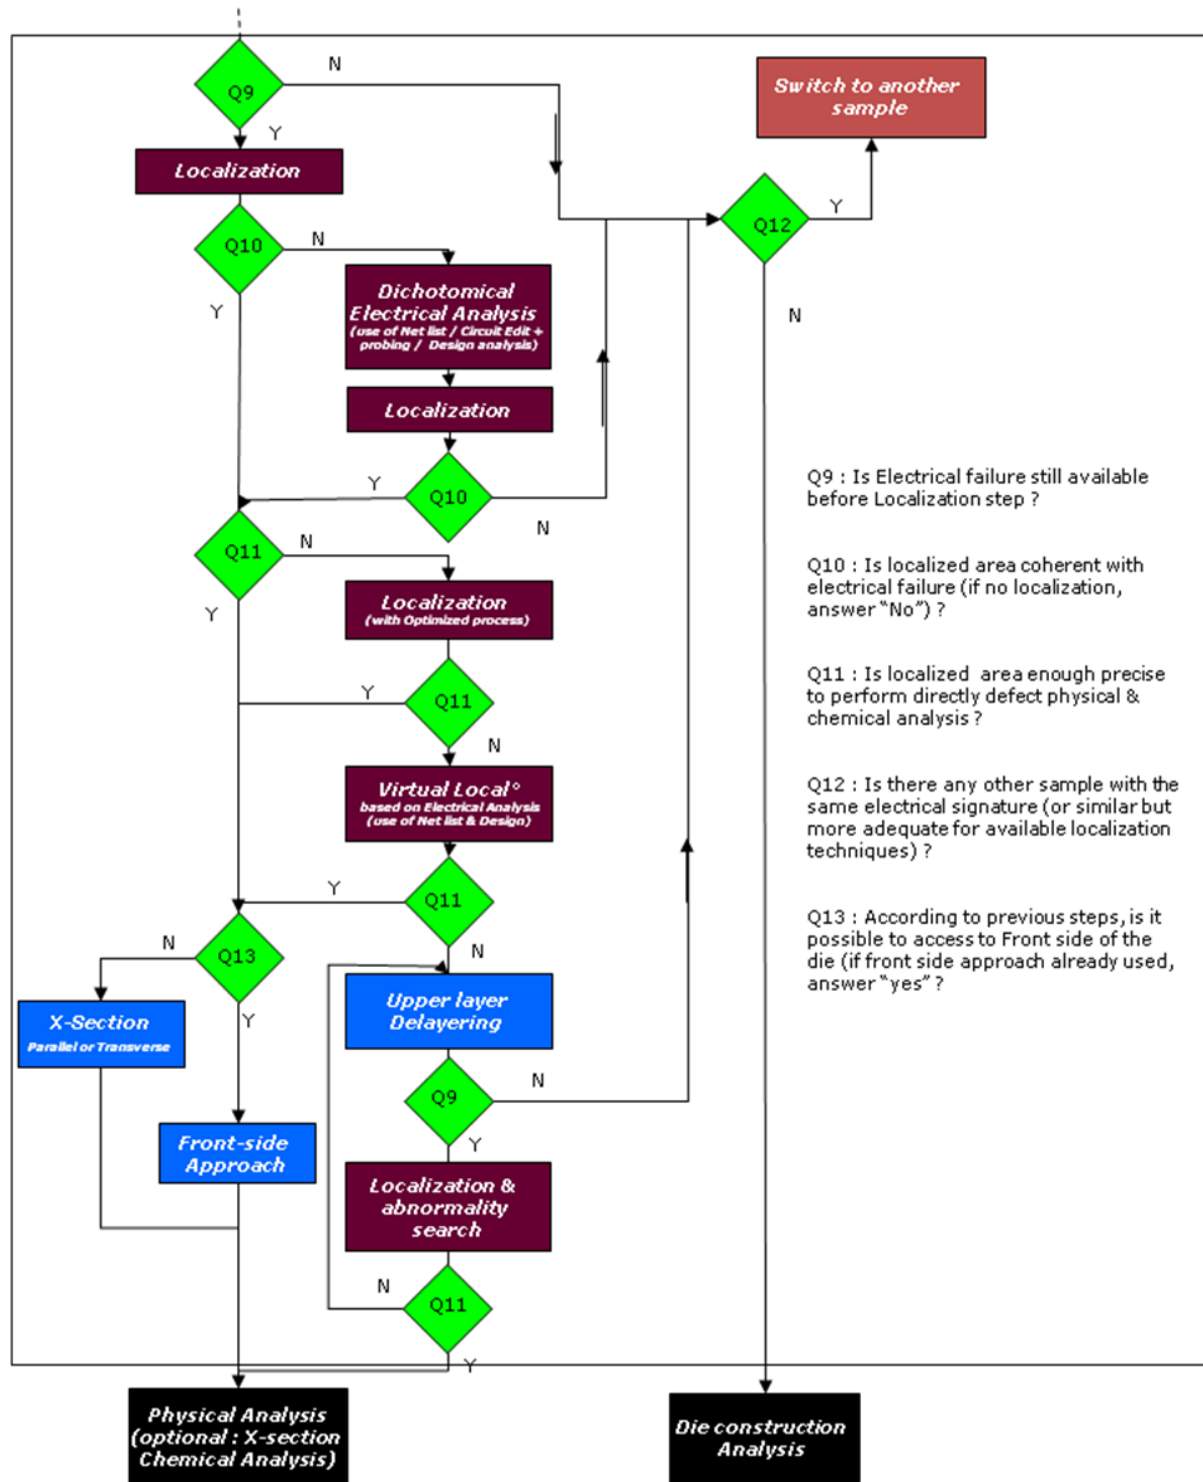 N
Q9
Y
Switch to another
sample
Localization
Q10
N
Y
Q12
Y
N
Dichotomical
Electrical Analysis
(use of Net list / Circuit Edit +
probing / Design analysis)
Localization
Y
Q10
N
Q11
N
Y
Localization
(with Optimized process)
Y
Q11
N
Virtual Local°
based on Electrical Analysis
(use of Net list & Design)
Y
Q11
N
N
Q13
Y
X-Section
Parallel or Transverse
Upper layer
Delayering
Q9
N
Y
Front-side
Approach
Localization &
abnormality
search
N
Q11
Y
Physical Analysis
(optional : X-section
Chemical Analysis)
Die construction
Analysis
Q9 : Is Electrical failure still available
before Localization step ?
Q10 : Is localized area coherent with
electrical failure (if no localization,
answer “No”) ?
Q11 : Is localized area enough precise
to perform directly defect physical &
chemical analysis ?
Q12 : Is there any other sample with the
same electrical signature (or similar but
more adequate for available localization
techniques) ?
Q13 : According to previous steps, is it
possible to access to Front side of the
die (if front side approach already used,
answer “yes” ?